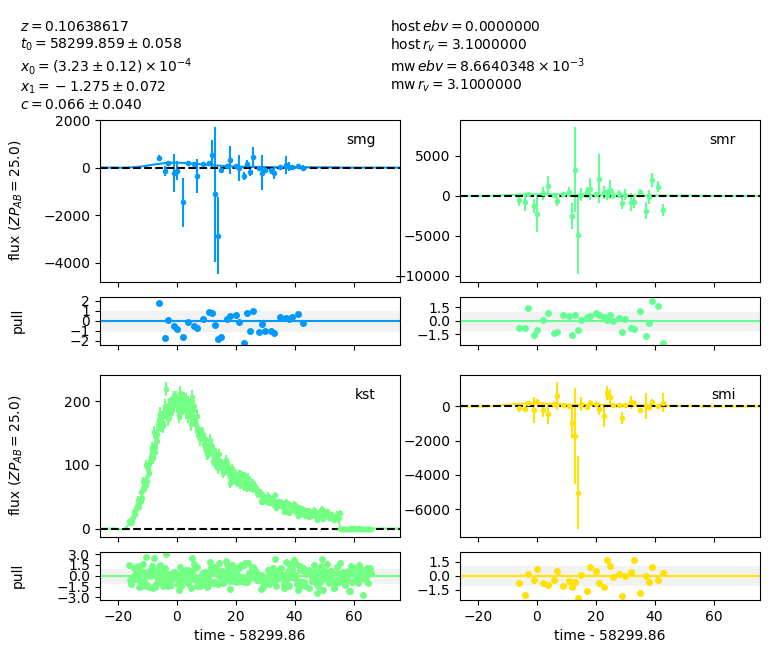 z = 0.10638617
t₀ = 58299.859 ± 0.058
x₀ = (3.23 ± 0.12) × 10⁻⁴
x₁ = −1.275 ± 0.072
c = 0.066 ± 0.040
host ebv = 0.0000000
host r_v = 3.1000000
mw ebv = 8.6640348 × 10⁻³
mw r_v = 3.1000000
flux (ZP_AB = 25.0)
2000
0
−2000
−4000
smg
5000
0
−5000
−10000
smr
pull
2
1
0
−1
−2
1.5
0.0
−1.5
flux (ZP_AB = 25.0)
200
100
0
kst
0
−2000
−4000
−6000
smi
pull
3.0
1.5
0.0
−1.5
−3.0
1.5
0.0
−1.5
−20 0 20 40 60
time - 58299.86
−20 0 20 40 60
time - 58299.86